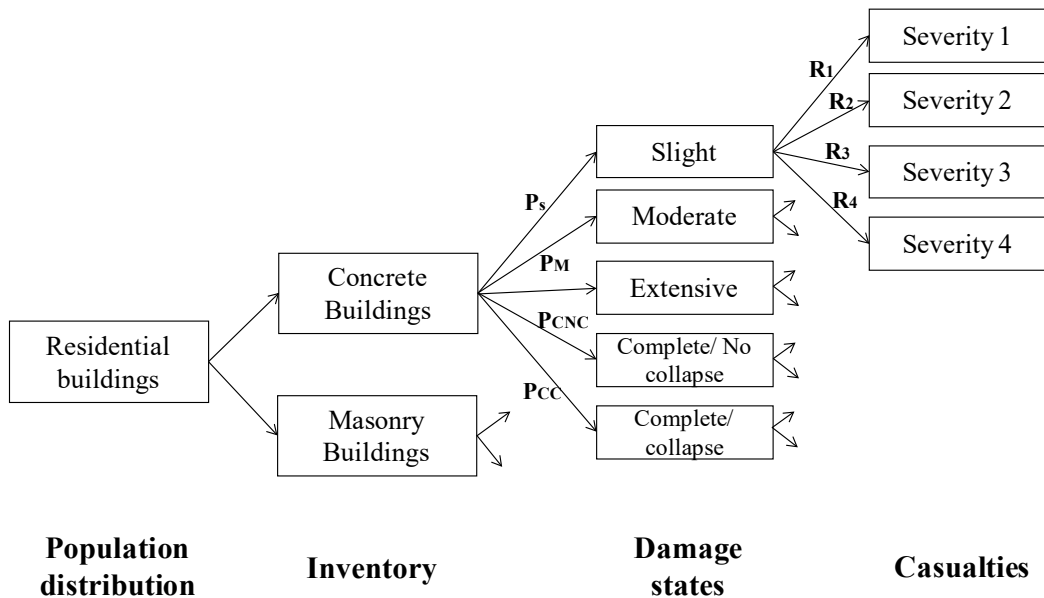 Residential
buildings
Concrete
Buildings
Masonry
Buildings
Ps
PM
PCNC
PCC
Slight
Moderate
Extensive
Complete/ No
collapse
Complete/
collapse
R1
R2
R3
R4
Severity 1
Severity 2
Severity 3
Severity 4
Population
distribution
Inventory
Damage
states
Casualties